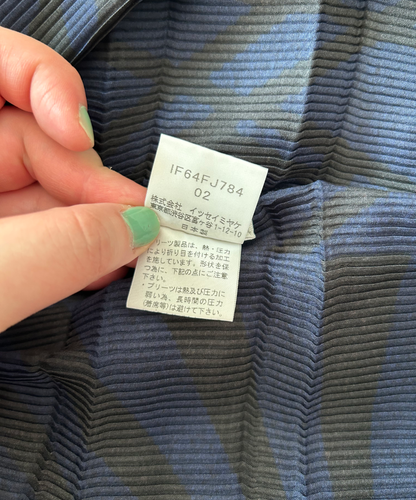 IF64FJ784
02
株式会社 イッセイミヤケ
東京都渋谷区富ヶ谷1-12-10
日本製
プリーツ製品は、熱・圧力
により折り目を付ける加工
を施しています。形状を保
つ為に、下記の点にご注意
下さい。
・プリーツは熱及び圧力に
弱い為、長時間の圧力
(着席等)は避けて下さい。